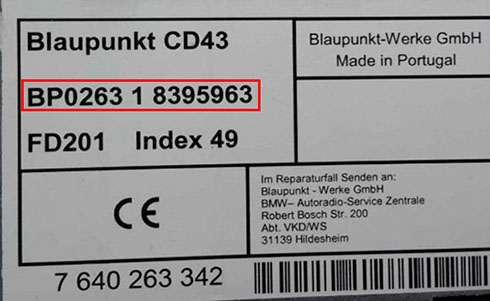 Blaupunkt CD43
BP0263 1 8395963
FD201 Index 49
Blaupunkt-Werke GmbH
Made in Portugal
CE
Im Reparaturfall Senden an:
Blaupunkt - Werke GmbH
BMW– Autoradio-Service Zentrale
Robert Bosch Str. 200
Abt. VKD/WS
31139 Hildesheim
7 640 263 342